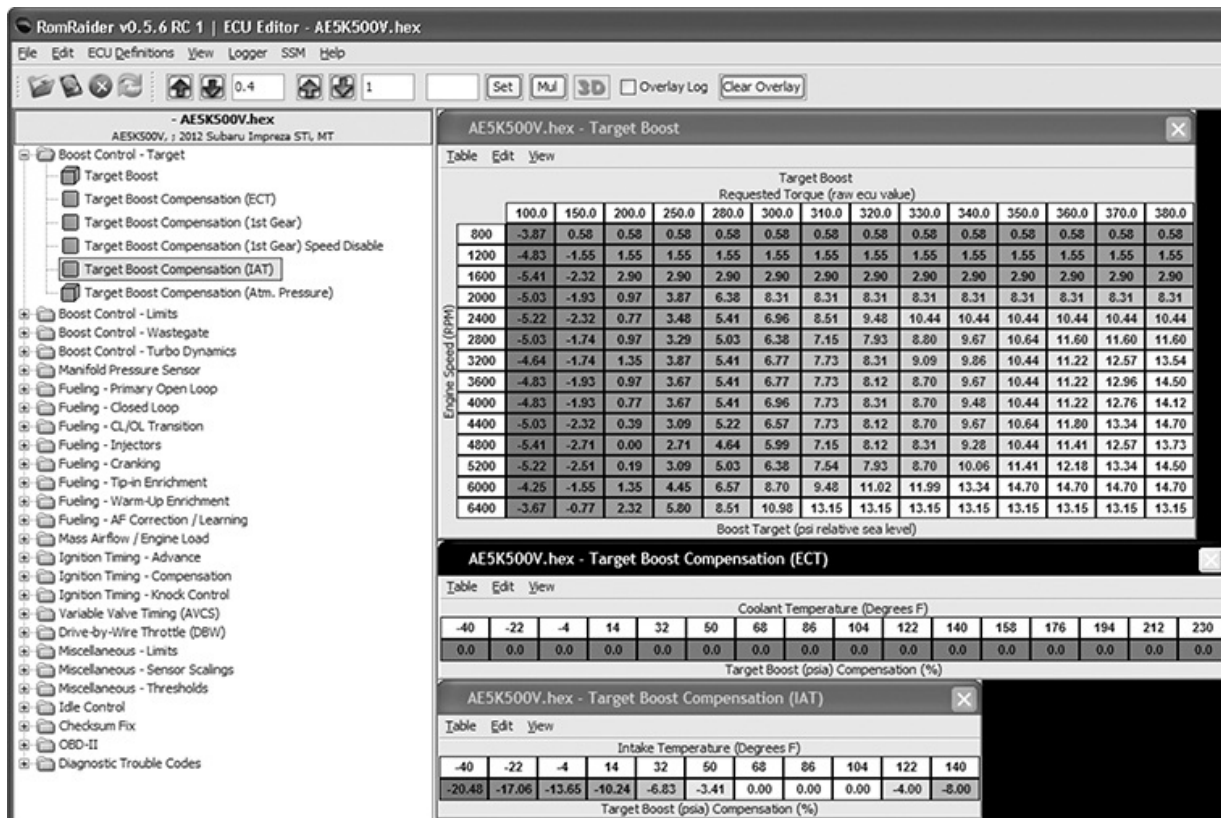 RomRaider v0.5.6 RC 1 | ECU Editor - AE5K500V.hex
File Edit ECU Definitions View Logger SSM Help
0.4 1 Set Mul 3D Overlay Log Clear Overlay
- AE5K500V.hex
AE5K500V, ; 2012 Subaru Impreza STi, MT
Boost Control - Target
Target Boost
Target Boost Compensation (ECT)
Target Boost Compensation (1st Gear)
Target Boost Compensation (1st Gear) Speed Disable
Target Boost Compensation (IAT)
Target Boost Compensation (Atm. Pressure)
Boost Control - Limits
Boost Control - Wastegate
Boost Control - Turbo Dynamics
Manifold Pressure Sensor
Fueling - Primary Open Loop
Fueling - Closed Loop
Fueling - CL/OL Transition
Fueling - Injectors
Fueling - Cranking
Fueling - Tip-in Enrichment
Fueling - Warm-Up Enrichment
Fueling - AF Correction / Learning
Mass Airflow / Engine Load
Ignition Timing - Advance
Ignition Timing - Compensation
Ignition Timing - Knock Control
Variable Valve Timing (AVCS)
Drive-by-Wire Throttle (DBW)
Miscellaneous - Limits
Miscellaneous - Sensor Scalings
Miscellaneous - Thresholds
Idle Control
Checksum Fix
OBD-II
Diagnostic Trouble Codes
AE5K500V.hex - Target Boost
Table Edit View
Target Boost
Requested Torque (raw ecu value)
100.0 150.0 200.0 250.0 280.0 300.0 310.0 320.0 330.0 340.0 350.0 360.0 370.0 380.0
Engine Speed (RPM)
800 -3.87 0.58 0.58 0.58 0.58 0.58 0.58 0.58 0.58 0.58 0.58 0.58 0.58 0.58
1200 -4.83 -1.55 1.55 1.55 1.55 1.55 1.55 1.55 1.55 1.55 1.55 1.55 1.55 1.55
1600 -5.41 -2.32 2.90 2.90 2.90 2.90 2.90 2.90 2.90 2.90 2.90 2.90 2.90 2.90
2000 -5.03 -1.93 0.97 3.87 6.38 8.31 8.31 8.31 8.31 8.31 8.31 8.31 8.31 8.31
2400 -5.22 -2.32 0.77 3.48 5.41 6.96 8.51 9.48 10.44 10.44 10.44 10.44 10.44 10.44
2800 -5.03 -1.74 0.97 3.29 5.03 6.38 7.15 7.93 8.80 9.67 10.64 11.60 11.60 11.60
3200 -4.64 -1.74 1.35 3.87 5.41 6.77 7.73 8.31 9.09 9.86 10.44 11.22 12.57 13.54
3600 -4.83 -1.93 0.97 3.67 5.41 6.77 7.73 8.12 8.70 9.67 10.44 11.22 12.96 14.50
4000 -4.83 -1.93 0.77 3.67 5.41 6.96 7.73 8.31 8.70 9.48 10.44 11.22 12.76 14.12
4400 -5.03 -2.32 0.39 3.09 5.22 6.57 7.73 8.12 8.70 9.67 10.64 11.80 13.34 14.70
4800 -5.41 -2.71 0.00 2.71 4.64 5.99 7.15 8.12 8.31 9.28 10.44 11.41 12.57 13.73
5200 -5.22 -2.51 0.19 3.09 5.03 6.38 7.54 7.93 8.70 10.06 11.41 12.18 13.34 14.50
6000 -4.25 -1.55 1.35 4.45 6.57 8.70 9.48 11.02 11.99 13.34 14.70 14.70 14.70 14.70
6400 -3.67 -0.77 2.32 5.80 8.51 10.98 13.15 13.15 13.15 13.15 13.15 13.15 13.15 13.15
Boost Target (psi relative sea level)
AE5K500V.hex - Target Boost Compensation (ECT)
Table Edit View
Coolant Temperature (Degrees F)
-40 -22 -4 14 32 50 68 86 104 122 140 158 176 194 212 230
0.0 0.0 0.0 0.0 0.0 0.0 0.0 0.0 0.0 0.0 0.0 0.0 0.0 0.0 0.0 0.0
Target Boost (psia) Compensation (%)
AE5K500V.hex - Target Boost Compensation (IAT)
Table Edit View
Intake Temperature (Degrees F)
-40 -22 -4 14 32 50 68 86 104 122 140
-20.48 -17.06 -13.65 -10.24 -6.83 -3.41 0.00 0.00 0.00 -4.00 -8.00
Target Boost (psia) Compensation (%)